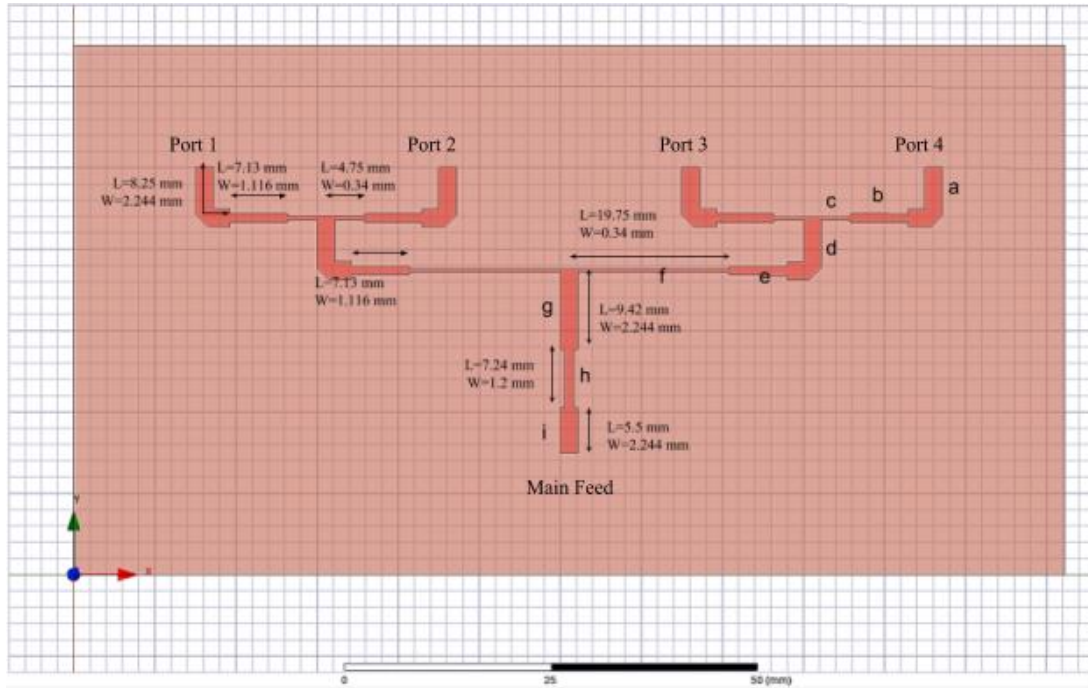 Port 1
Port 2
Port 3
Port 4
L=7.13 mm
W=1.116 mm
L=4.75 mm
W=0.34 mm
L=8.25 mm
W=2.244 mm
a
b
c
L=19.75 mm
W=0.34 mm
d
L=7.13 mm
W=1.116 mm
e
f
g
L=9.42 mm
W=2.244 mm
L=7.24 mm
W=1.2 mm
h
i
L=5.5 mm
W=2.244 mm
Main Feed
Y
X
0
25
50 (mm)